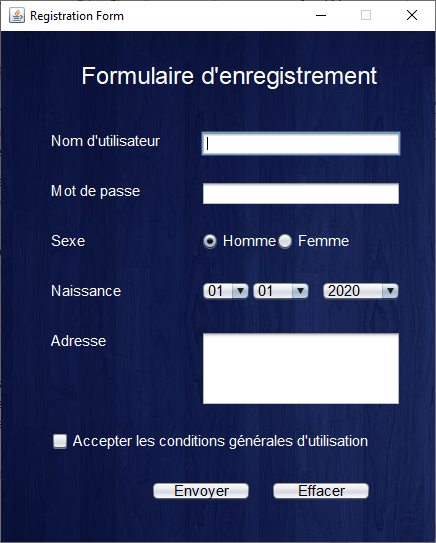 Registration Form
Formulaire d'enregistrement
Nom d'utilisateur
Mot de passe
Sexe Homme Femme
Naissance 01 01 2020
Adresse
Accepter les conditions générales d'utilisation
Envoyer Effacer